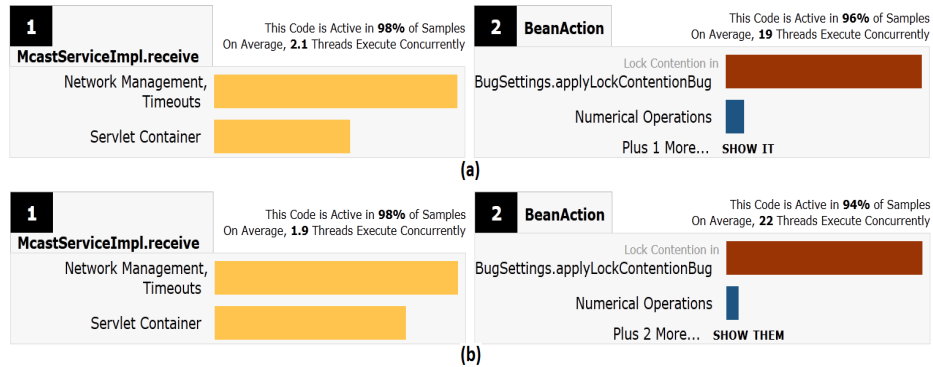 1
McastServiceImpl.receive
This Code is Active in 98% of Samples
On Average, 2.1 Threads Execute Concurrently
Network Management,
Timeouts
Servlet Container
2 BeanAction
This Code is Active in 96% of Samples
On Average, 19 Threads Execute Concurrently
Lock Contention in
BugSettings.applyLockContentionBug
Numerical Operations
Plus 1 More... SHOW IT
(a)
1
McastServiceImpl.receive
This Code is Active in 98% of Samples
On Average, 1.9 Threads Execute Concurrently
Network Management,
Timeouts
Servlet Container
2 BeanAction
This Code is Active in 94% of Samples
On Average, 22 Threads Execute Concurrently
Lock Contention in
BugSettings.applyLockContentionBug
Numerical Operations
Plus 2 More... SHOW THEM
(b)